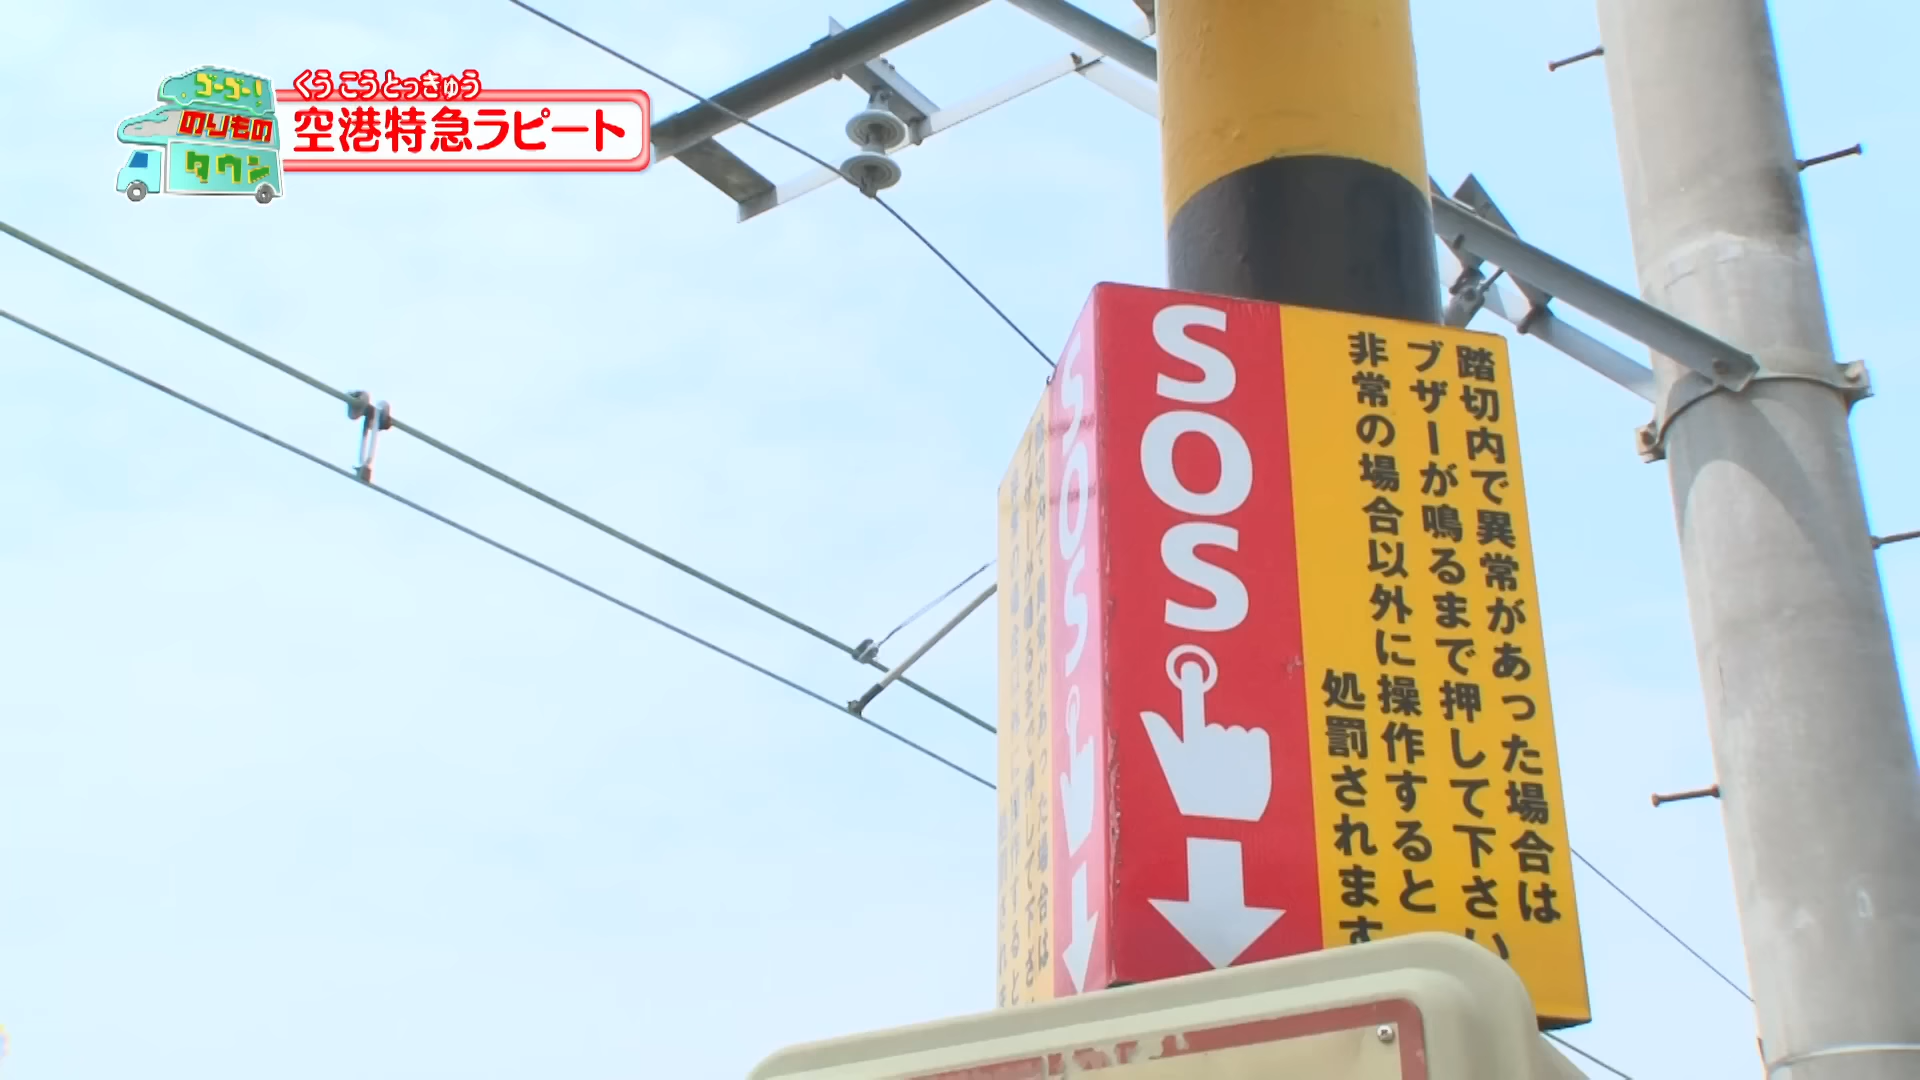 ゴーゴー!
のりもの
タウン
くうこうとっきゅう
空港特急ラピート
SOS
踏切内で異常があった場合は
ブザーが鳴るまで押して下さい
非常の場合以外に操作すると
処罰されます
SOS